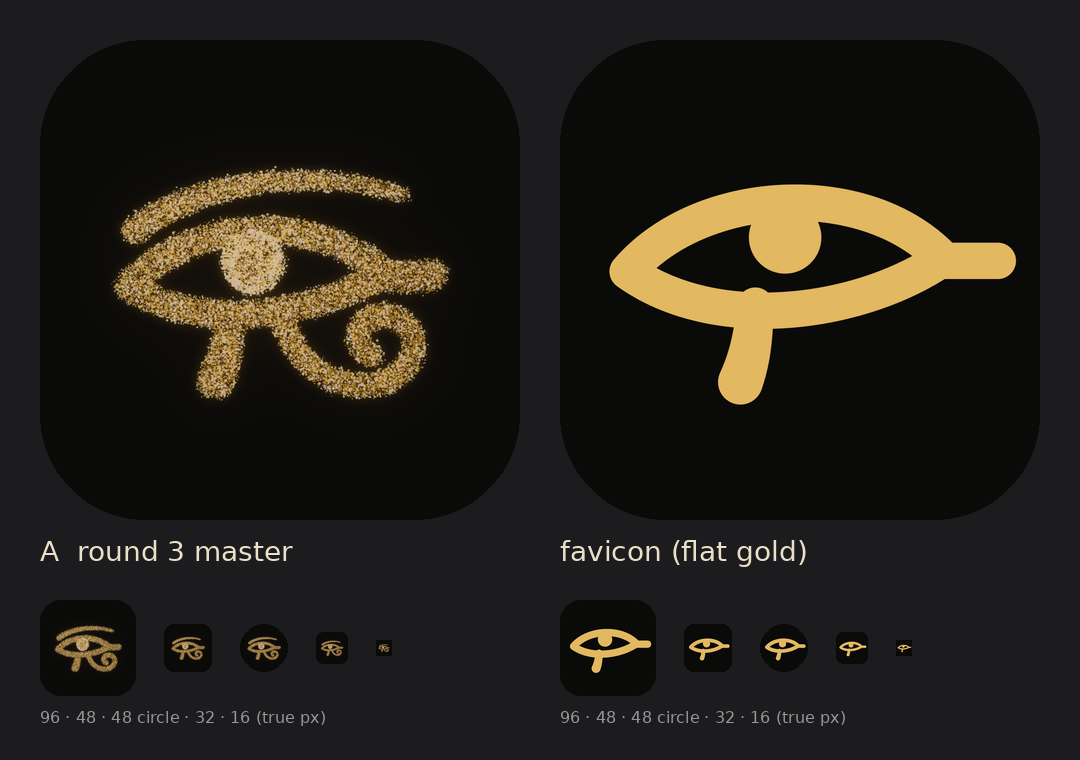 A  round 3 master
favicon (flat gold)
96 · 48 · 48 circle · 32 · 16 (true px)
96 · 48 · 48 circle · 32 · 16 (true px)